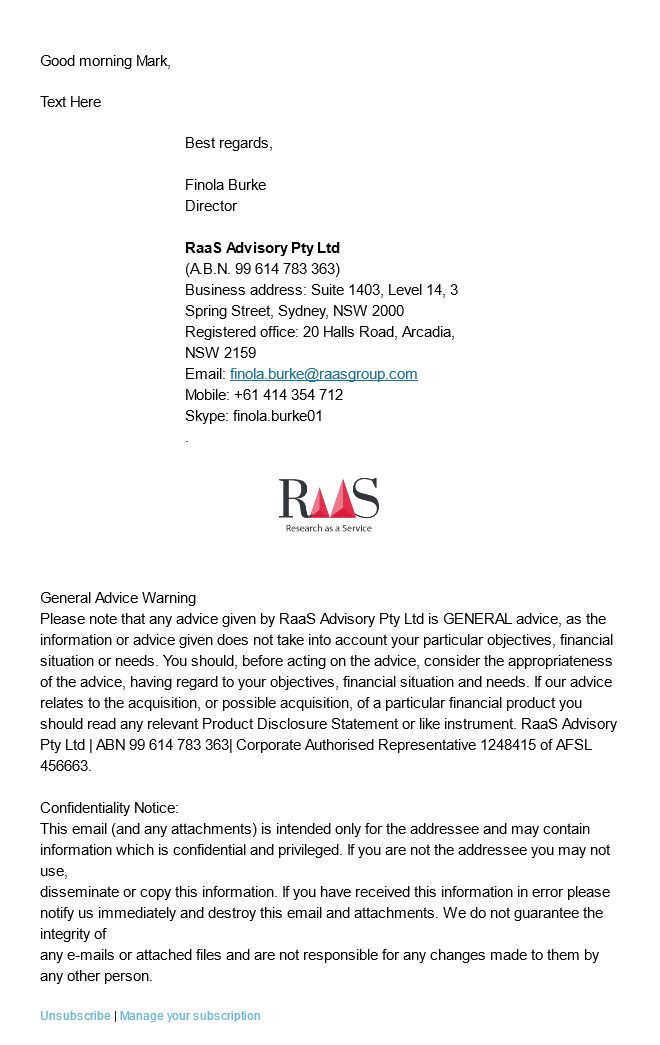 Good morning Mark,
Text Here
Best regards,
Finola Burke
Director
RaaS Advisory Pty Ltd
(A.B.N. 99 614 783 363)
Business address: Suite 1403, Level 14, 3
Spring Street, Sydney, NSW 2000
Registered office: 20 Halls Road, Arcadia,
NSW 2159
Email: finola.burke@raasgroup.com
Mobile: +61 414 354 712
Skype: finola.burke01
.
RaaS
Research as a Service
General Advice Warning
Please note that any advice given by RaaS Advisory Pty Ltd is GENERAL advice, as the
information or advice given does not take into account your particular objectives, financial
situation or needs. You should, before acting on the advice, consider the appropriateness
of the advice, having regard to your objectives, financial situation and needs. If our advice
relates to the acquisition, or possible acquisition, of a particular financial product you
should read any relevant Product Disclosure Statement or like instrument. RaaS Advisory
Pty Ltd | ABN 99 614 783 363| Corporate Authorised Representative 1248415 of AFSL
456663.
Confidentiality Notice:
This email (and any attachments) is intended only for the addressee and may contain
information which is confidential and privileged. If you are not the addressee you may not
use,
disseminate or copy this information. If you have received this information in error please
notify us immediately and destroy this email and attachments. We do not guarantee the
integrity of
any e-mails or attached files and are not responsible for any changes made to them by
any other person.
Unsubscribe | Manage your subscription